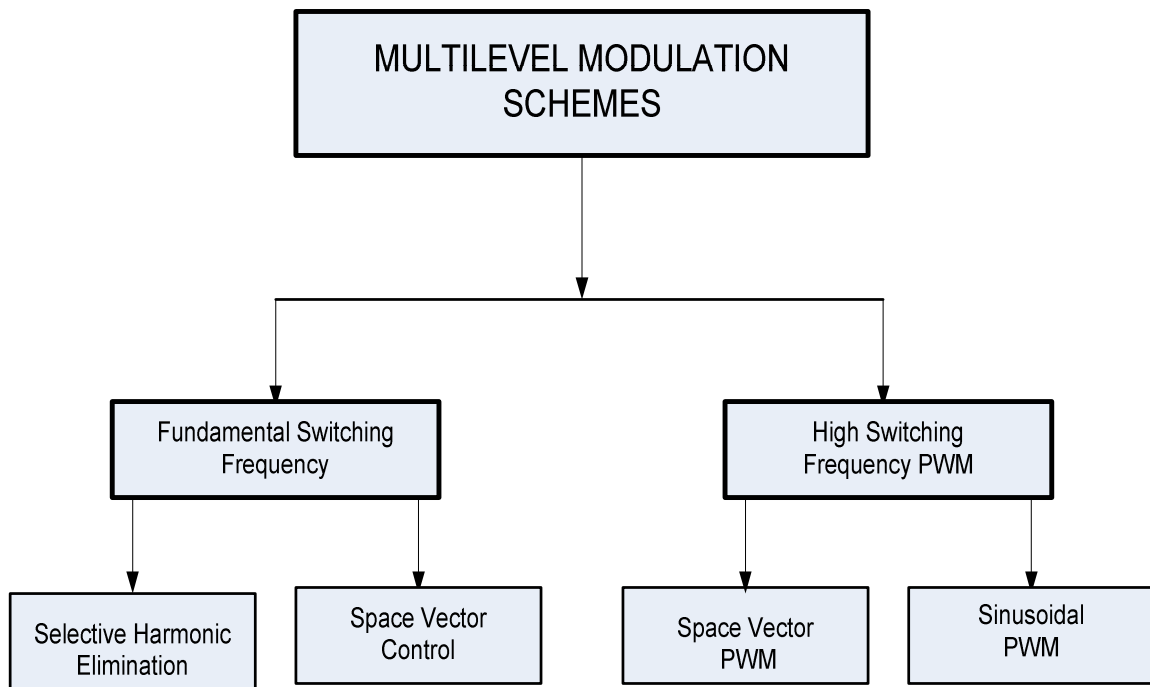 MULTILEVEL MODULATION
SCHEMES
Fundamental Switching
Frequency
High Switching
Frequency PWM
Selective Harmonic
Elimination
Space Vector
Control
Space Vector
PWM
Sinusoidal
PWM